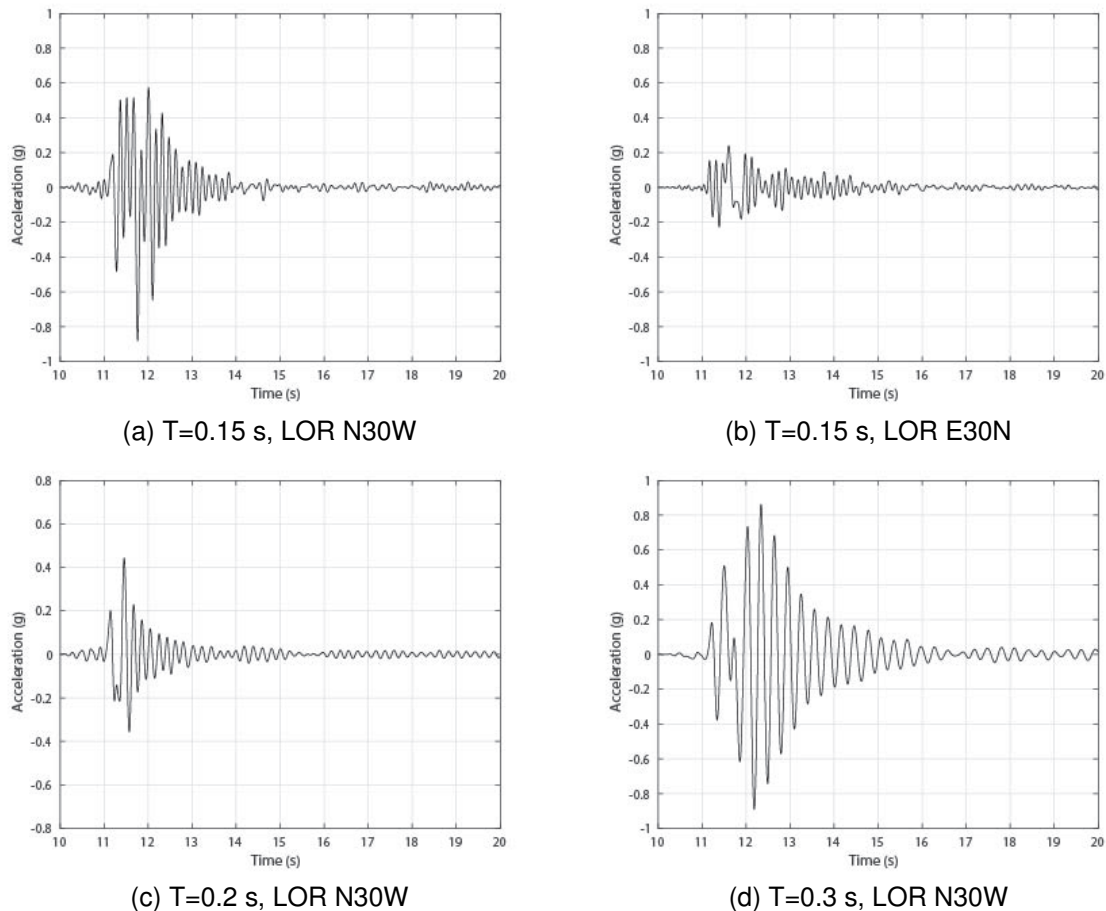 1
0.8
0.6
0.4
0.2
0
-0.2
-0.4
-0.6
-0.8
-1
Acceleration (g)
10 11 12 13 14 15 16 17 18 19 20
Time (s)
(a) T=0.15 s, LOR N30W
1
0.8
0.6
0.4
0.2
0
-0.2
-0.4
-0.6
-0.8
-1
Acceleration (g)
10 11 12 13 14 15 16 17 18 19 20
Time (s)
(b) T=0.15 s, LOR E30N
0.8
0.6
0.4
0.2
0
-0.2
-0.4
-0.6
-0.8
Acceleration (g)
10 11 12 13 14 15 16 17 18 19 20
Time (s)
(c) T=0.2 s, LOR N30W
1
0.8
0.6
0.4
0.2
0
-0.2
-0.4
-0.6
-0.8
-1
Acceleration (g)
10 11 12 13 14 15 16 17 18 19 20
Time (s)
(d) T=0.3 s, LOR N30W